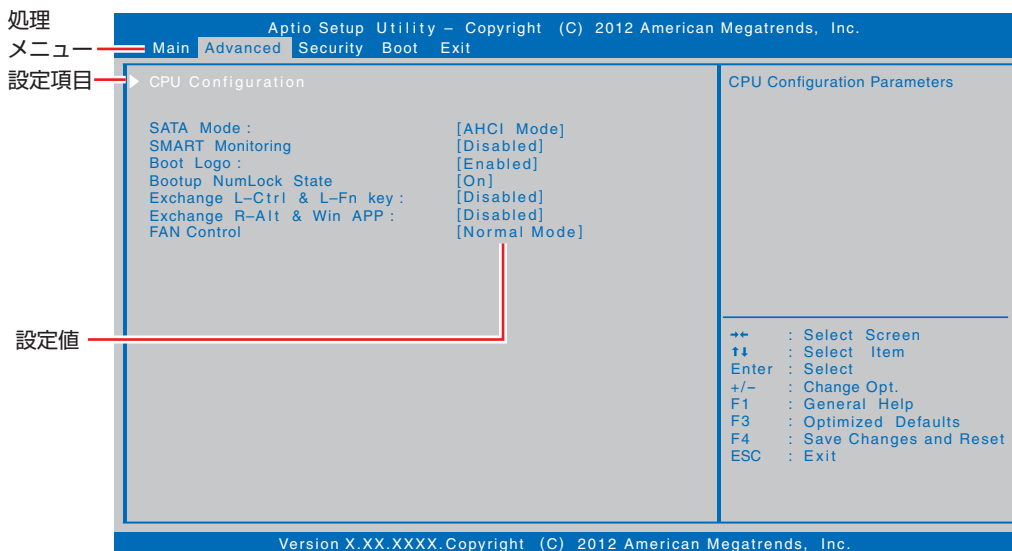 処理
メニュー
設定項目
設定値
Aptio Setup Utility – Copyright (C) 2012 American Megatrends, Inc.
Main Advanced Security Boot Exit
CPU Configuration
SATA Mode : [AHCI Mode]
SMART Monitoring [Disabled]
Boot Logo : [Enabled]
Bootup NumLock State [On]
Exchange L–Ctrl & L–Fn key : [Disabled]
Exchange R–Alt & Win APP : [Disabled]
FAN Control [Normal Mode]
CPU Configuration Parameters
→← : Select Screen
↑↓ : Select Item
Enter : Select
+/– : Change Opt.
F1 : General Help
F3 : Optimized Defaults
F4 : Save Changes and Reset
ESC : Exit
Version X.XX.XXXX.Copyright (C) 2012 American Megatrends, Inc.